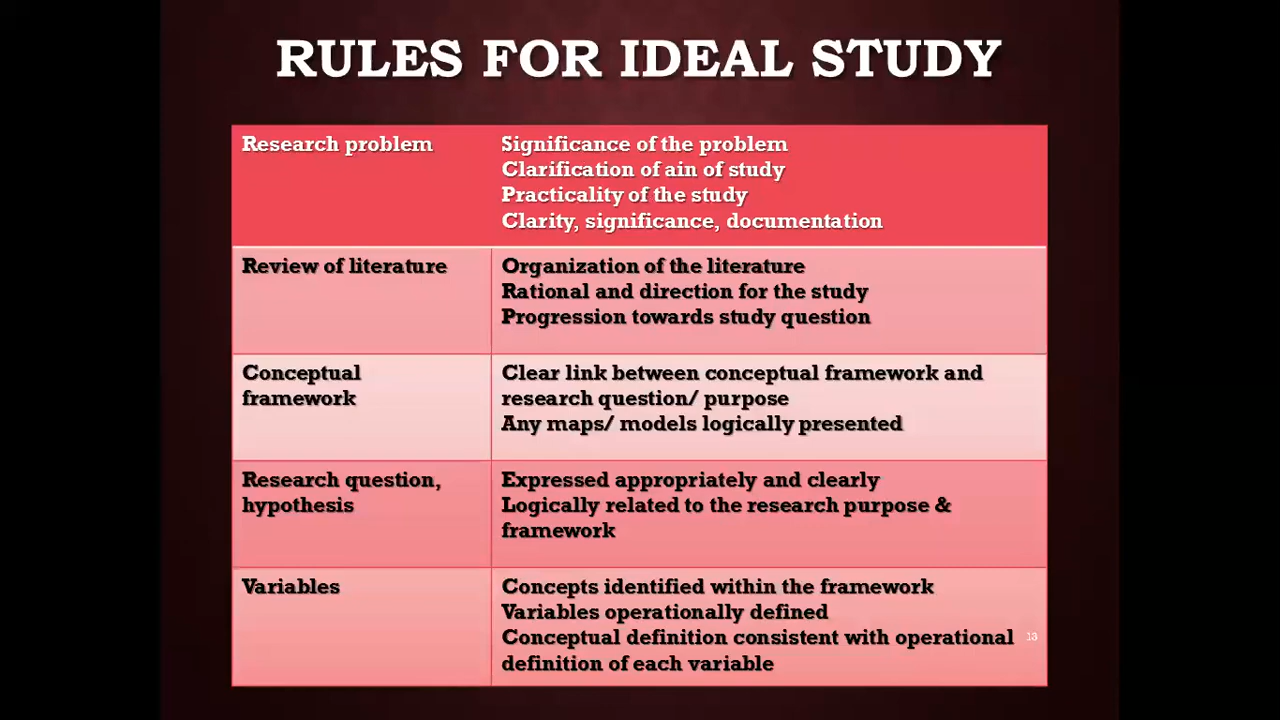 RULES FOR IDEAL STUDY
Research problem
Significance of the problem
Clarification of ain of study
Practicality of the study
Clarity, significance, documentation
Review of literature
Organization of the literature
Rational and direction for the study
Progression towards study question
Conceptual
framework
Clear link between conceptual framework and
research question/ purpose
Any maps/ models logically presented
Research question,
hypothesis
Expressed appropriately and clearly
Logically related to the research purpose &
framework
Variables
Concepts identified within the framework
Variables operationally defined
Conceptual definition consistent with operational
definition of each variable
13